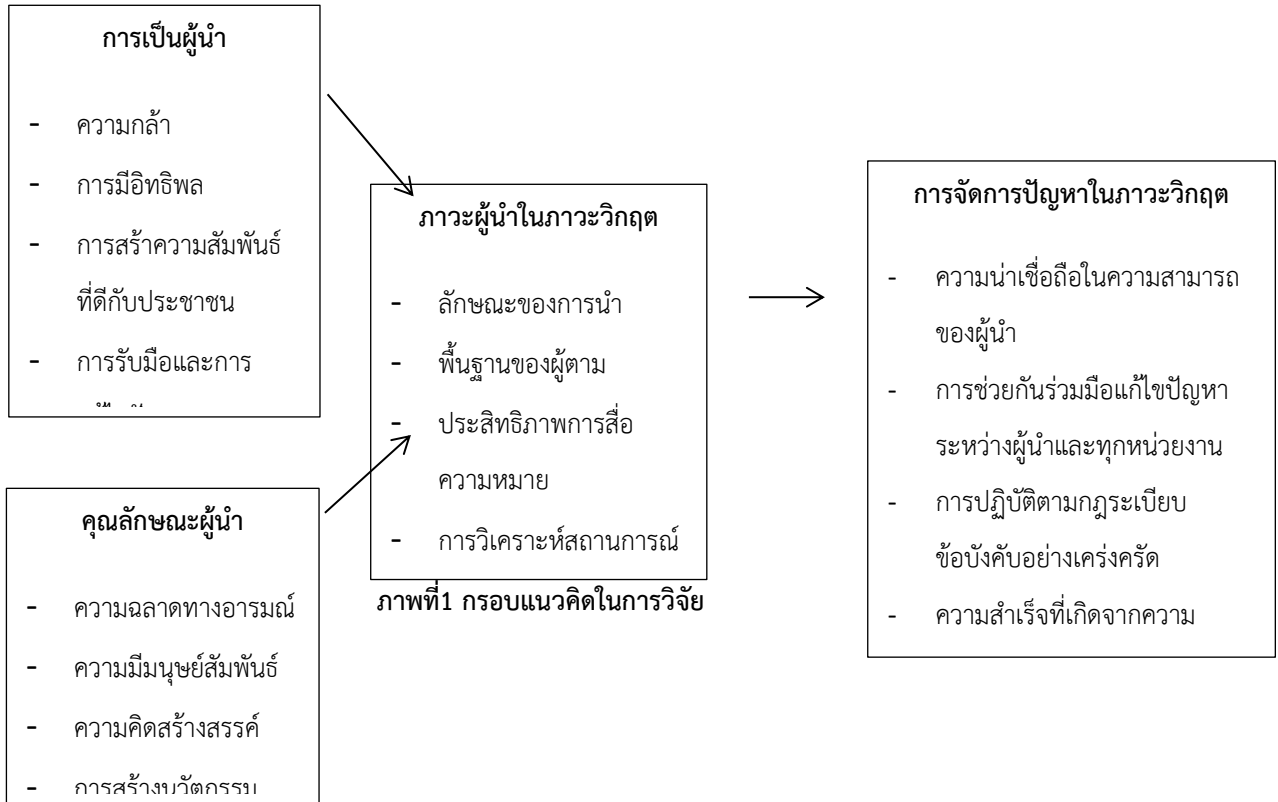 การเป็นผู้นำ
- ความกล้า
- การมีอิทธิพล
- การสร้าความสัมพันธ์
ที่ดีกับประชาชน
- การรับมือและการ
คุณลักษณะผู้นำ
- ความฉลาดทางอารมณ์
- ความมีมนุษย์สัมพันธ์
- ความคิดสร้างสรรค์
- การสร้างนวัตกรรม
ภาวะผู้นำในภาวะวิกฤต
- ลักษณะของการนำ
- พื้นฐานของผู้ตาม
- ประสิทธิภาพการสื่อ
ความหมาย
- การวิเคราะห์สถานการณ์
ภาพที่1 กรอบแนวคิดในการวิจัย
การจัดการปัญหาในภาวะวิกฤต
- ความน่าเชื่อถือในความสามารถ
ของผู้นำ
- การช่วยกันร่วมมือแก้ไขปัญหา
ระหว่างผู้นำและทุกหน่วยงาน
- การปฏิบัติตามกฎระเบียบ
ข้อบังคับอย่างเคร่งครัด
- ความสำเร็จที่เกิดจากความ